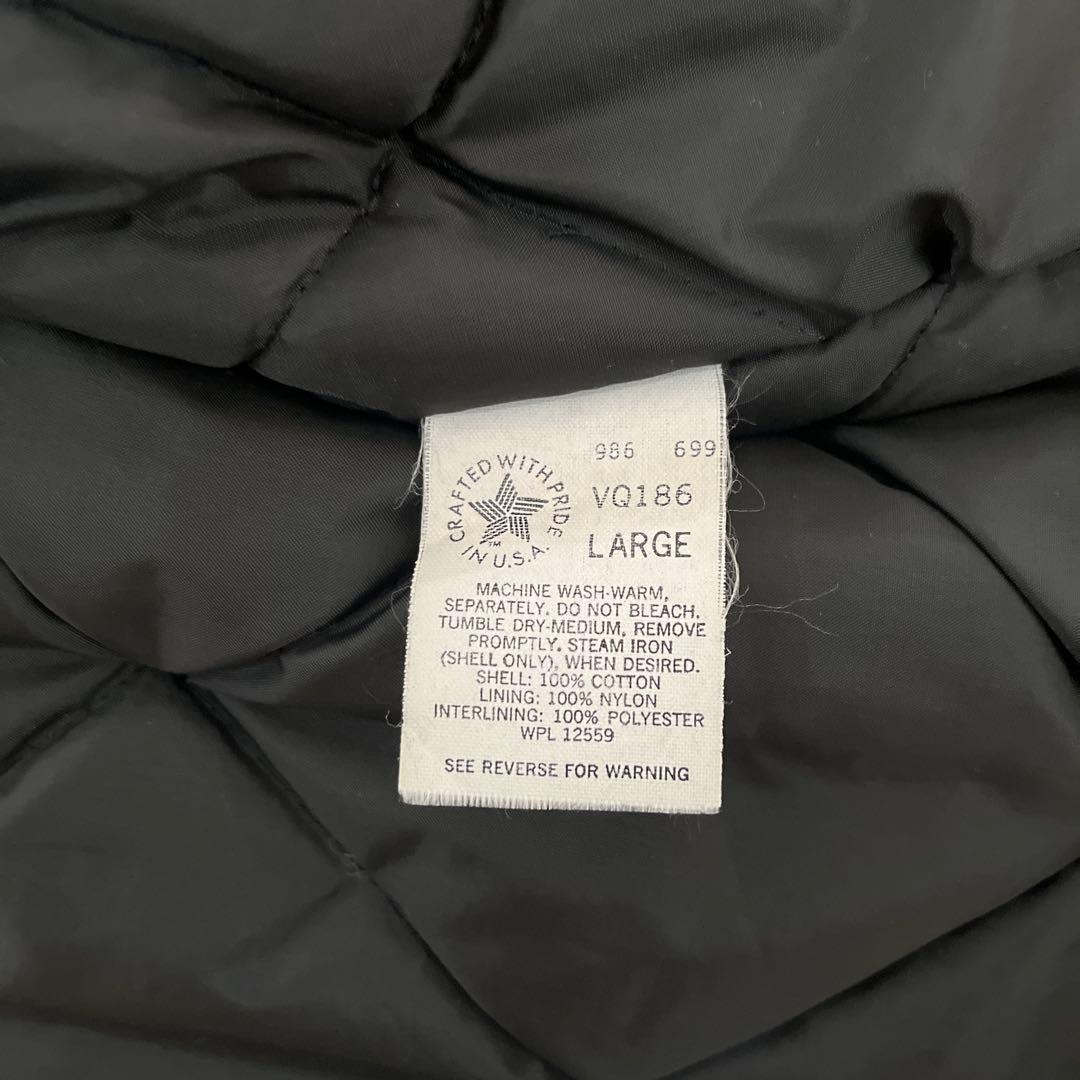 986 699
VQ186
LARGE
CRAFTED WITH PRIDE
IN U.S.A.
TM
MACHINE WASH-WARM,
SEPARATELY. DO NOT BLEACH.
TUMBLE DRY-MEDIUM, REMOVE
PROMPTLY. STEAM IRON
(SHELL ONLY), WHEN DESIRED.
SHELL: 100% COTTON
LINING: 100% NYLON
INTERLINING: 100% POLYESTER
WPL 12559
SEE REVERSE FOR WARNING